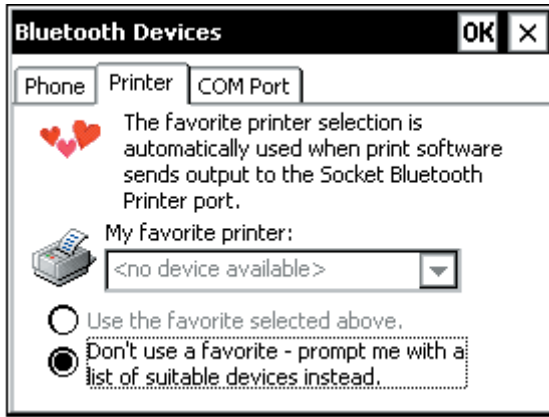 Bluetooth Devices OK ×
Phone Printer COM Port
The favorite printer selection is
automatically used when print software
sends output to the Socket Bluetooth
Printer port.
My favorite printer:
<no device available>
Use the favorite selected above.
Don't use a favorite - prompt me with a
list of suitable devices instead.